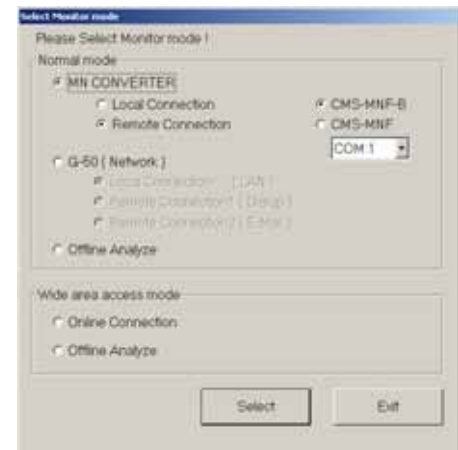 Select Monitor mode
Please Select Monitor mode !
Normal mode
MN CONVERTER
Local Connection
CMS-MNF-B
Remote Connection
CMS-MNF
COM 1
G-50 ( Network )
Local Connection ( LAN )
Remote Connection1 ( Dialup )
Remote Connection2 ( E-Mail )
Offline Analyze
Wide area access mode
Online Connection
Offline Analyze
Select
Exit